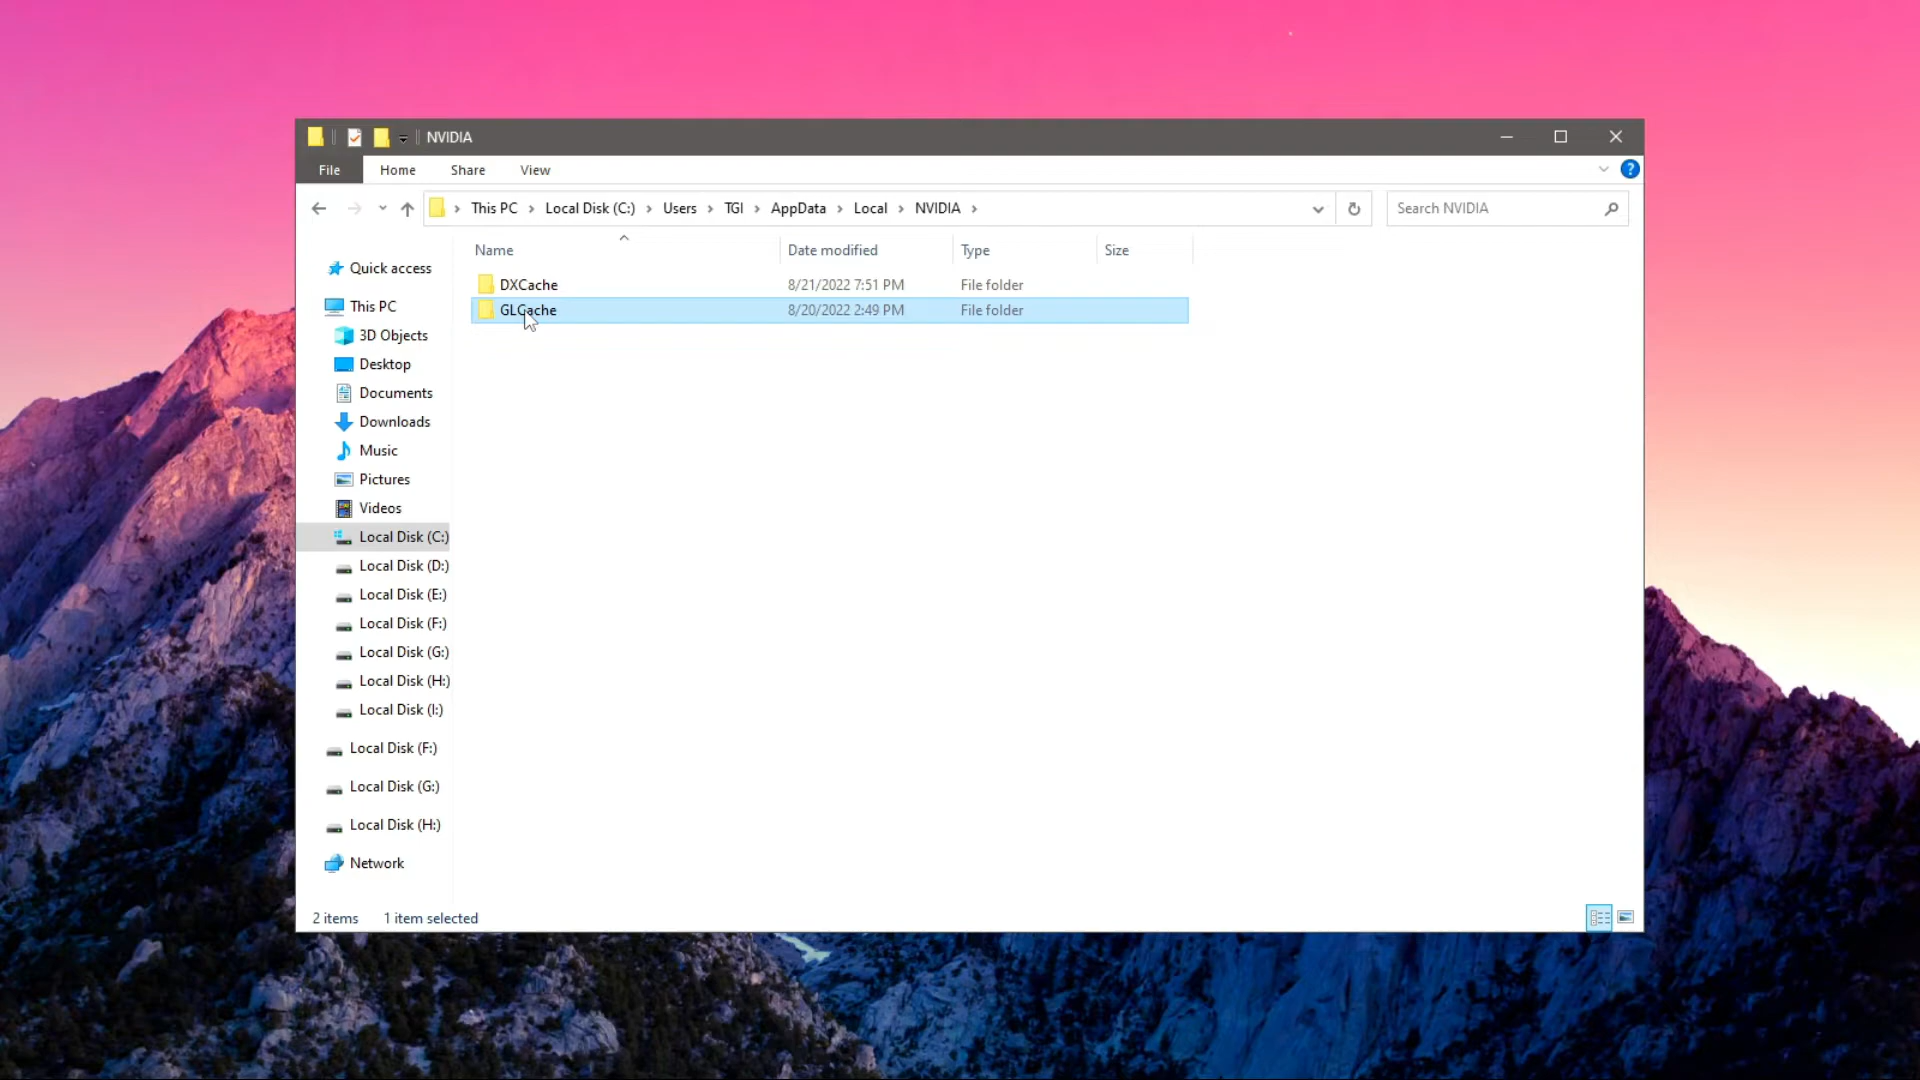 NVIDIA
File Home Share View
This PC Local Disk (C:) Users TGI AppData Local NVIDIA
Search NVIDIA
Name Date modified Type Size
DXCache 8/21/2022 7:51 PM File folder
GLCache 8/20/2022 2:49 PM File folder
Quick access
This PC
3D Objects
Desktop
Documents
Downloads
Music
Pictures
Videos
Local Disk (C:)
Local Disk (D:)
Local Disk (E:)
Local Disk (F:)
Local Disk (G:)
Local Disk (H:)
Local Disk (I:)
Local Disk (F:)
Local Disk (G:)
Local Disk (H:)
Network
2 items 1 item selected